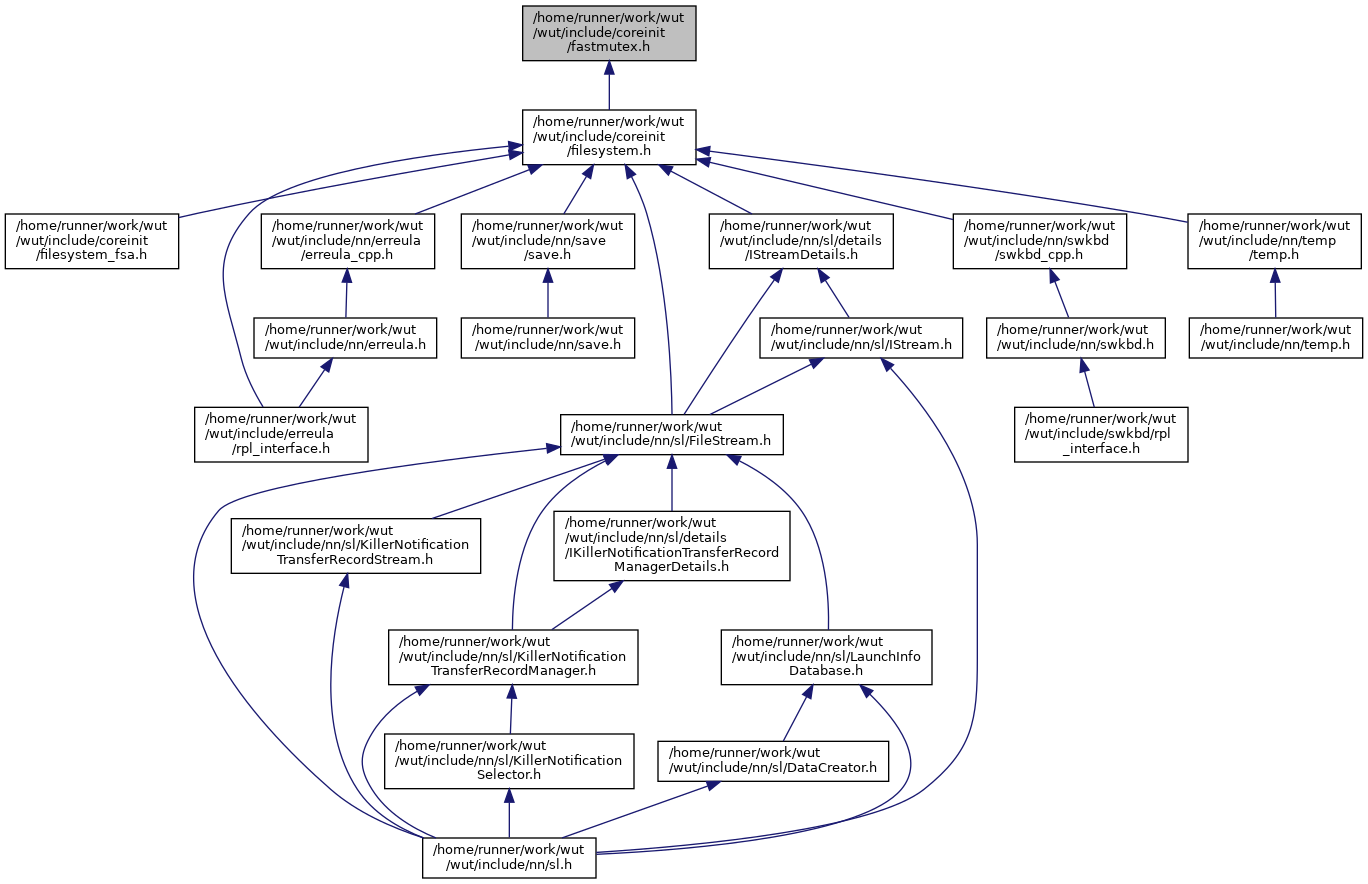 /home/runner/work/wut
/wut/include/coreinit
/fastmutex.h
/home/runner/work/wut
/wut/include/coreinit
/filesystem.h
/home/runner/work/wut
/wut/include/coreinit
/filesystem_fsa.h
/home/runner/work/wut
/wut/include/nn/erreula
/erreula_cpp.h
/home/runner/work/wut
/wut/include/nn/save
/save.h
/home/runner/work/wut
/wut/include/nn/sl/details
/IStreamDetails.h
/home/runner/work/wut
/wut/include/nn/swkbd
/swkbd_cpp.h
/home/runner/work/wut
/wut/include/nn/temp
/temp.h
/home/runner/work/wut
/wut/include/nn/erreula.h
/home/runner/work/wut
/wut/include/nn/save.h
/home/runner/work/wut
/wut/include/nn/sl/IStream.h
/home/runner/work/wut
/wut/include/nn/swkbd.h
/home/runner/work/wut
/wut/include/nn/temp.h
/home/runner/work/wut
/wut/include/erreula
/rpl_interface.h
/home/runner/work/wut
/wut/include/nn/sl/FileStream.h
/home/runner/work/wut
/wut/include/swkbd/rpl
_interface.h
/home/runner/work/wut
/wut/include/nn/sl/KillerNotification
TransferRecordStream.h
/home/runner/work/wut
/wut/include/nn/sl/details
/IKillerNotificationTransferRecord
ManagerDetails.h
/home/runner/work/wut
/wut/include/nn/sl/KillerNotification
TransferRecordManager.h
/home/runner/work/wut
/wut/include/nn/sl/LaunchInfo
Database.h
/home/runner/work/wut
/wut/include/nn/sl/KillerNotification
Selector.h
/home/runner/work/wut
/wut/include/nn/sl/DataCreator.h
/home/runner/work/wut
/wut/include/nn/sl.h